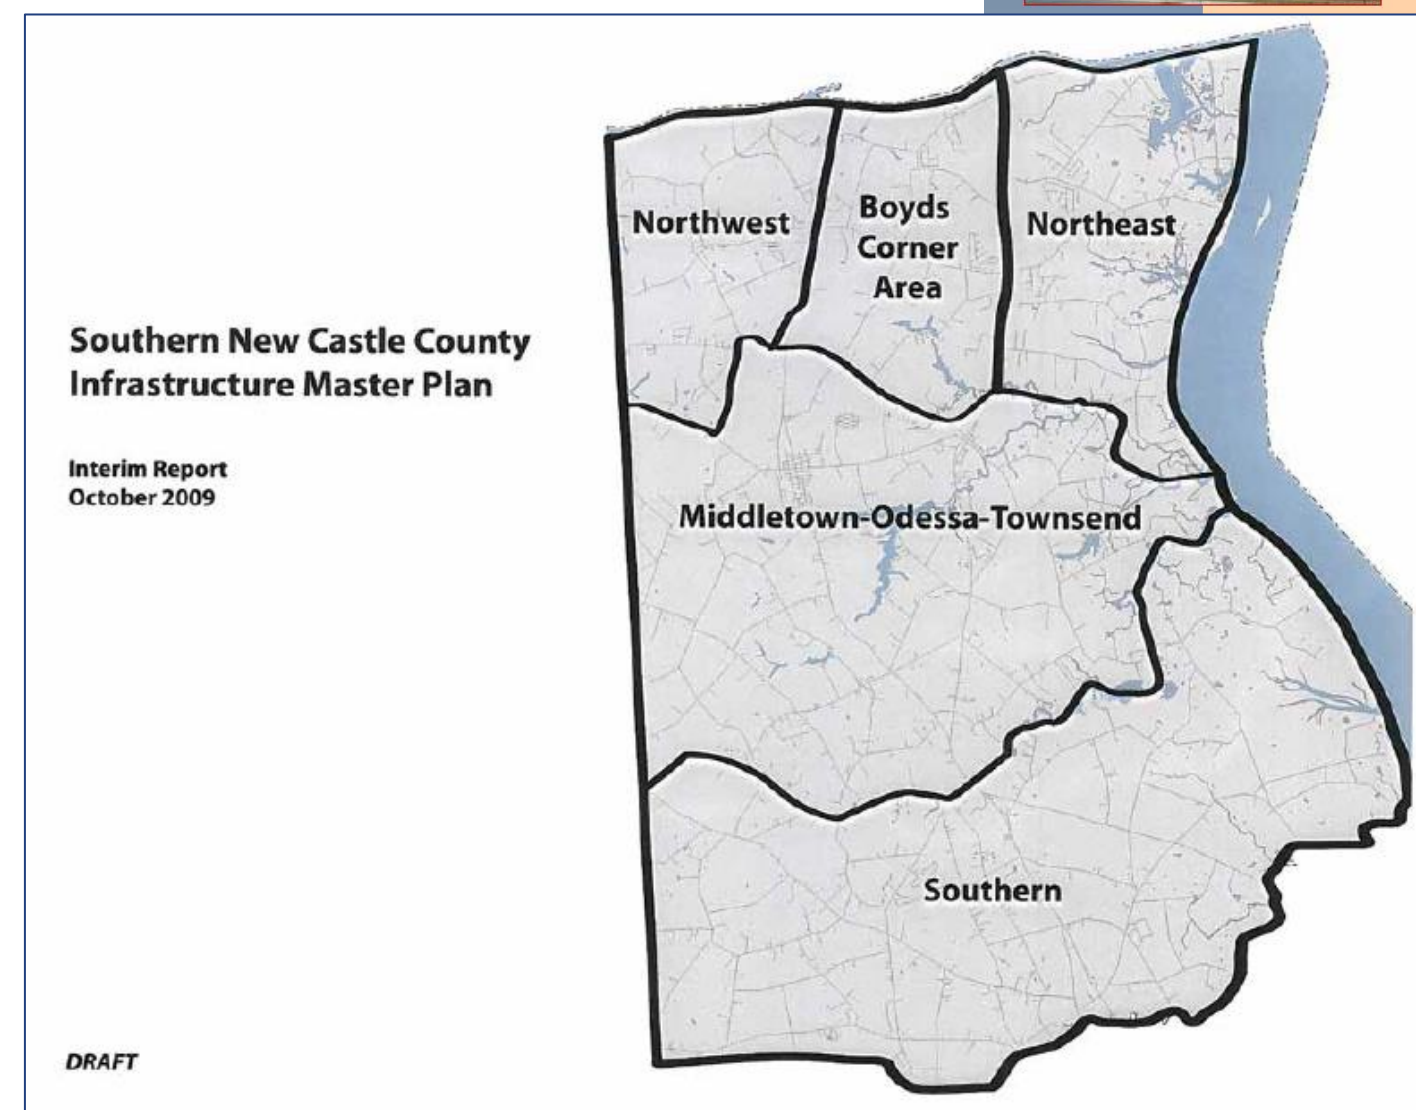 Southern New Castle County
Infrastructure Master Plan
Interim Report
October 2009
DRAFT
Northwest
Boyds
Corner
Area
Northeast
Middletown-Odessa-Townsend
Southern